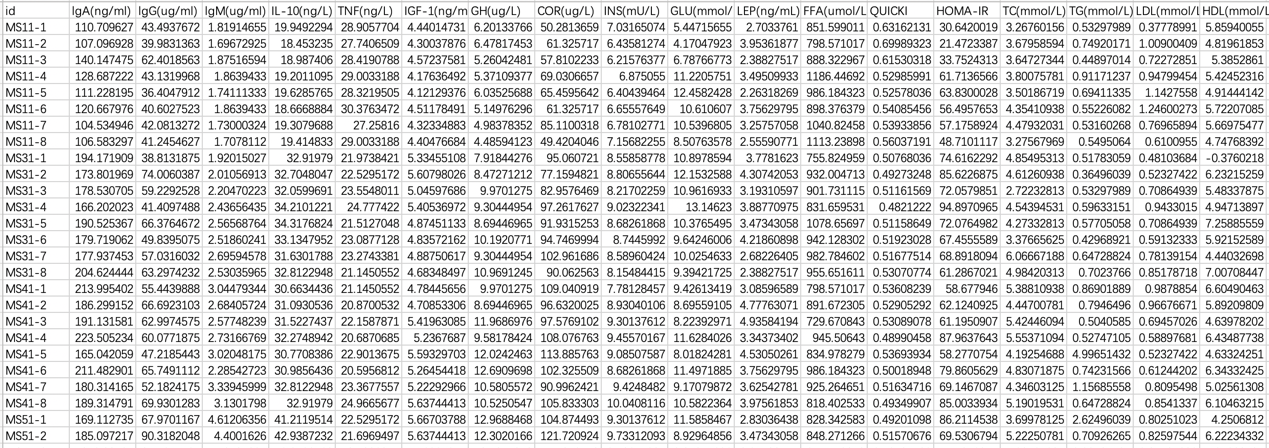 id IgA(ng/ml) IgG(ug/ml) IgM(ug/ml) IL-10(ng/L) TNF(ng/L) IGF-1(ng/m GH(ug/L) COR(ug/L) INS(mU/L) GLU(mmol/ LEP(ng/mL) FFA(umol/L QUICKI HOMA-IR TC(mmol/L) TG(mmol/L) LDL(mmol/L HDL(mmol/L
MS11-1 110.709627 43.4937672 1.81914655 19.9492294 28.9057704 4.44014731 6.20133766 50.2813659 7.03165074 5.44715655 2.7033761 851.599011 0.63162131 30.6420019 3.26760156 0.53297989 0.37778991 5.85940055
MS11-2 107.096928 39.9831363 1.69672925 18.453235 27.7406509 4.30037876 6.47817453 61.325717 6.43581274 4.17047923 3.95361877 798.571017 0.69989323 21.4723387 3.67958594 0.74920171 1.00900409 4.81961853
MS11-3 140.147475 62.4018563 1.87516594 18.987406 28.4190788 4.57237581 5.26042481 57.8102233 6.21576377 6.78766773 2.38827517 888.322967 0.61530318 33.7524313 3.64727344 0.44897014 0.72272851 5.3852861
MS11-4 128.687222 43.1319968 1.8639433 19.2011095 29.0033188 4.17636492 5.37109377 69.0306657 6.875055 11.2205751 3.49509933 1186.44692 0.52985991 61.7136566 3.80075781 0.91171237 0.94799454 5.42452316
MS11-5 111.228195 36.4047912 1.74111333 19.6285765 28.3219505 4.12129376 6.03525688 65.4595642 6.40439464 12.4582428 2.26318269 986.184323 0.52578036 63.8300028 3.50186719 0.69411335 1.1427558 4.91444142
MS11-6 120.667976 40.6027523 1.8639433 18.6668884 30.3763472 4.51178491 5.14976296 61.325717 6.65557649 10.610607 3.75629795 898.376379 0.54085456 56.4957653 4.35410938 0.55226082 1.24600273 5.72207085
MS11-7 104.534946 42.0813272 1.73000324 19.3079688 27.25816 4.32334883 4.98378352 85.1100318 6.78102771 10.5396805 3.25757058 1040.82458 0.53933856 57.1758924 4.47932031 0.53160268 0.76965894 5.66975477
MS11-8 106.583297 41.2454627 1.7078112 19.414833 29.0033188 4.40476684 4.48594123 49.4204046 7.15682255 8.50763578 2.55590771 1113.23898 0.56037191 48.7101117 3.27567969 0.5495064 0.6100955 4.74768392
MS31-1 194.171909 38.8131875 1.92015027 32.91979 21.9738421 5.33455108 7.91844276 95.060721 8.55858778 10.8978594 3.7781623 755.824959 0.50768036 74.6162292 4.85495313 0.51783059 0.48103684 -0.3760218
MS31-2 173.801969 74.0060387 2.01056913 32.7048047 22.5295172 5.60798026 8.47271212 77.1594821 8.80655644 12.1532588 4.30742053 932.004713 0.49273248 85.6226875 4.61260938 0.36496039 0.52327422 6.23215259
MS31-3 178.530705 59.2292528 2.20470223 32.0599691 23.5548011 5.04597686 9.9701275 82.9576469 8.21702259 10.9616933 3.19310597 901.731115 0.51161569 72.0579851 2.72232813 0.53297989 0.70864939 5.48337875
MS31-4 166.202023 41.4097488 2.43656435 34.2101221 24.777422 5.40536972 9.30444954 97.2617627 9.02322341 13.14623 3.88770975 831.659531 0.4821222 94.8970965 4.54394531 0.59633151 0.9433015 4.94713897
MS31-5 190.525367 66.3764672 2.56568764 34.3176824 21.5127048 4.87451133 8.69446965 91.9315253 8.68261868 10.3765495 3.47343058 1078.65697 0.51158649 72.0764982 4.27332813 0.57705058 0.70864939 7.25885559
MS31-6 179.719062 49.8395075 2.51860241 33.1347952 23.0877128 4.83572162 10.1920771 94.7469994 8.7445992 9.64246006 4.21860898 942.128302 0.51923028 67.4555589 3.37665625 0.42968921 0.59132333 5.92152589
MS31-7 177.937453 57.0316032 2.69594578 31.6301788 23.2743381 4.88750617 9.30444954 102.961686 8.58960424 10.0254633 2.68226405 982.784662 0.51677514 68.8918094 6.06667188 0.64728824 0.78139154 4.44032698
MS31-8 204.624444 63.2974232 2.53035965 32.8122948 21.1450552 4.68348497 10.9691245 90.062563 8.15484415 9.39421725 2.38827517 955.651611 0.53070774 61.2867021 4.98420313 0.7023766 0.85178718 7.00708447
MS41-1 213.995402 55.4439888 3.04479344 30.6634436 21.1450552 4.78445656 9.9701275 109.040919 7.78128457 9.42613419 3.08596589 798.571017 0.53608239 58.677946 5.38810938 0.86901889 0.9878854 6.60490463
MS41-2 186.299152 66.6923103 2.68405724 31.0930536 20.8700532 4.70853306 8.69446965 96.6320025 8.93040106 8.69559105 4.77763071 891.672305 0.52905292 62.1240925 4.44700781 0.7946496 0.96676671 5.89209809
MS41-3 191.131581 62.9974575 2.57748239 31.5227437 22.1587871 5.41963085 11.9686976 97.5769102 9.30137612 8.22392971 4.93584194 729.670843 0.53089078 61.1950907 5.42446094 0.5040585 0.69457026 4.63978202
MS41-4 223.505234 60.0771875 2.73166769 32.2748942 20.6870685 5.2367687 9.58178424 108.076763 9.45570167 11.6284026 3.34373402 945.50643 0.48990458 87.9637643 5.55371094 0.52747105 0.58897681 6.43487738
MS41-5 165.042059 47.2185443 3.02048175 30.7708386 22.9013675 5.59329703 12.0242463 113.885763 9.08507587 8.01824281 4.53050261 834.978279 0.53693934 58.2770754 4.19254688 4.99651432 0.52327422 4.63324251
MS41-6 211.482901 65.7491112 2.28542723 30.9856436 20.5956812 5.26454418 12.6909698 102.325509 8.68261868 11.4971885 3.75629795 986.184323 0.50018948 79.8605629 4.83071875 0.74231566 0.61244202 6.34332425
MS41-7 180.314165 52.1824175 3.33945999 32.8122948 23.3677557 5.22292966 10.5805572 90.9962421 9.4248482 9.17079872 3.62542781 925.264651 0.51634716 69.1467087 4.34603125 1.15685558 0.8095498 5.02561308
MS41-8 189.314791 69.9301283 3.1301798 32.91979 24.9665677 5.63744413 10.5250547 105.833303 10.0408116 10.5822364 3.97561858 818.402533 0.49349907 85.0033934 5.19019531 0.64728824 0.8541337 6.10463215
MS51-1 169.112735 67.9701167 4.61206356 41.2119514 22.5295172 5.66703788 12.9688468 104.874493 9.30137612 11.5858467 2.83036438 828.342583 0.49201098 86.2114538 3.69978125 2.62496039 0.80251023 4.2506812
MS51-2 185.097217 90.3182048 4.4001626 42.9387232 21.6969497 5.63744413 12.3020166 121.720924 9.73312093 8.92964856 3.47343058 848.271266 0.51570676 69.5306794 5.22250781 0.70926265 0.82597544 12.2234332